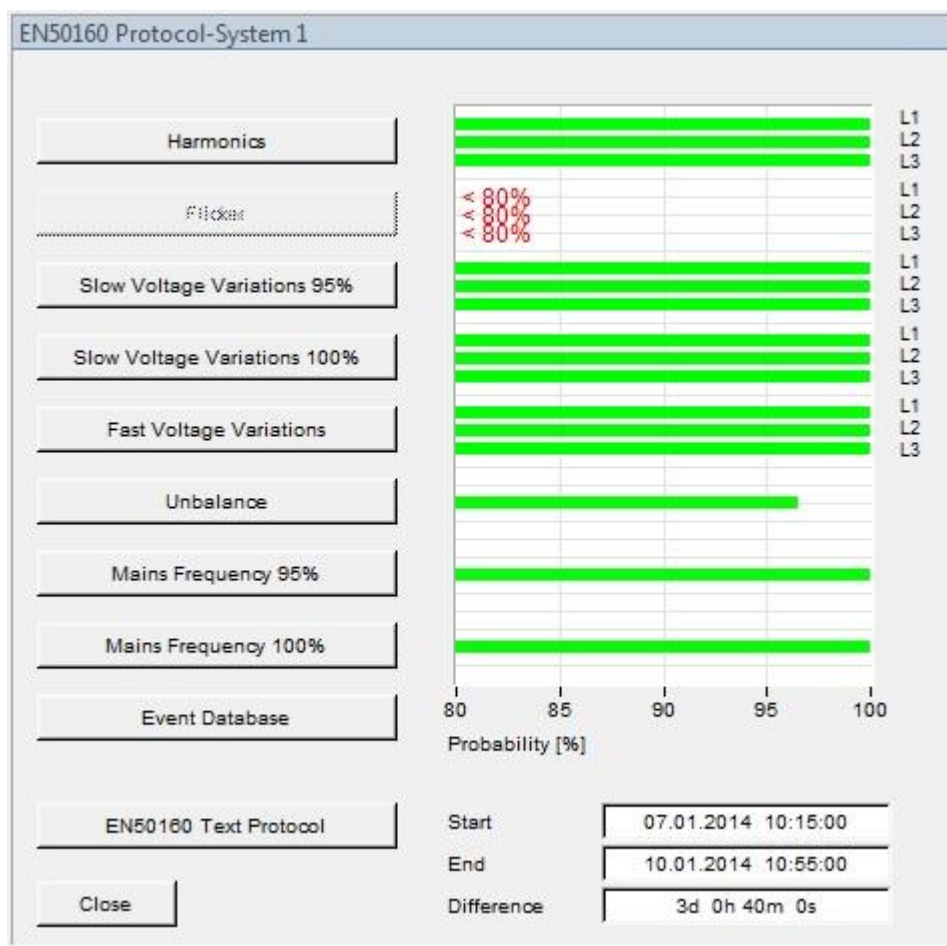 EN50160 Protocol-System 1
Harmonics
L1
L2
L3
Flicker
< 80%
< 80%
< 80%
L1
L2
L3
Slow Voltage Variations 95%
L1
L2
L3
Slow Voltage Variations 100%
L1
L2
L3
Fast Voltage Variations
L1
L2
L3
Unbalance
Mains Frequency 95%
Mains Frequency 100%
Event Database
80 85 90 95 100
Probability [%]
EN50160 Text Protocol
Start 07.01.2014 10:15:00
End 10.01.2014 10:55:00
Close
Difference 3d 0h 40m 0s